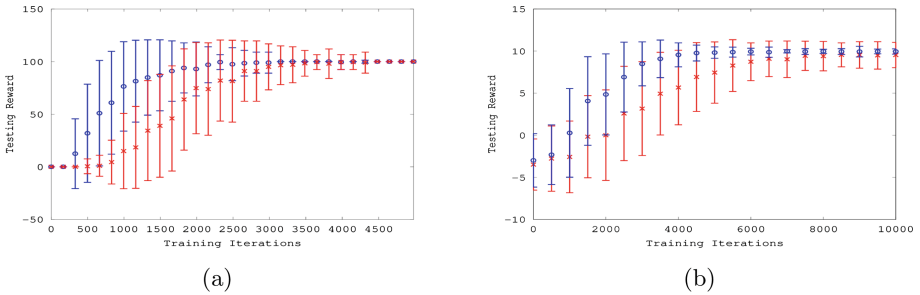 150
100
50
0
-50
Testing Reward
0 500 1000 1500 2000 2500 3000 3500 4000 4500
Training Iterations
(a)
15
10
5
0
-5
-10
Testing Reward
0 2000 4000 6000 8000 10000
Training Iterations
(b)